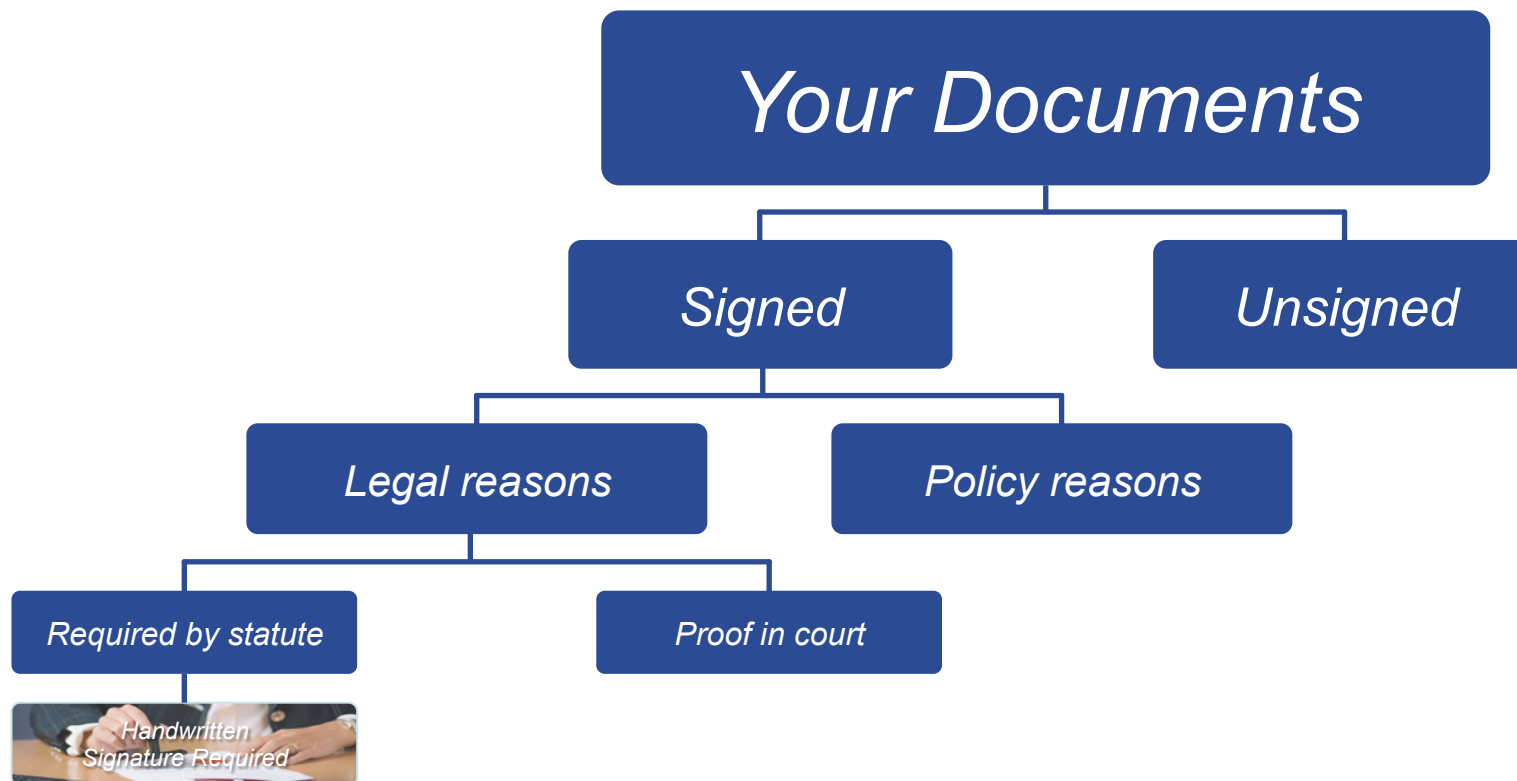 Your Documents
Signed
Unsigned
Legal reasons
Policy reasons
Required by statute
Proof in court
Handwritten
Signature Required